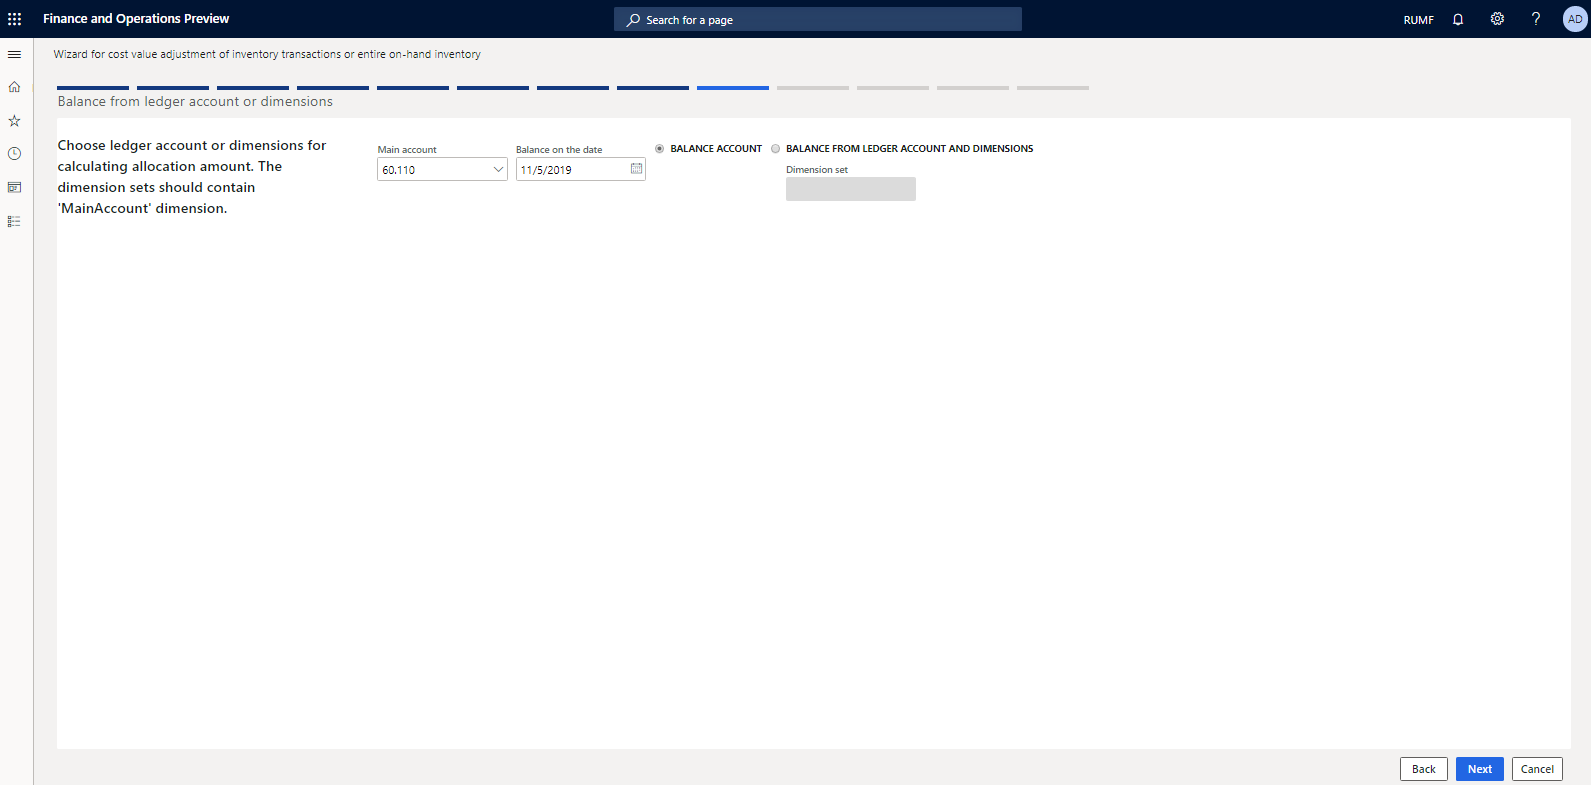 Finance and Operations Preview
Search for a page
RUMF
?
AD
Wizard for cost value adjustment of inventory transactions or entire on-hand inventory
Balance from ledger account or dimensions
Choose ledger account or dimensions for
calculating allocation amount. The
dimension sets should contain
'MainAccount' dimension.
Main account
60.110
Balance on the date
11/5/2019
BALANCE ACCOUNT
BALANCE FROM LEDGER ACCOUNT AND DIMENSIONS
Dimension set
Back
Next
Cancel